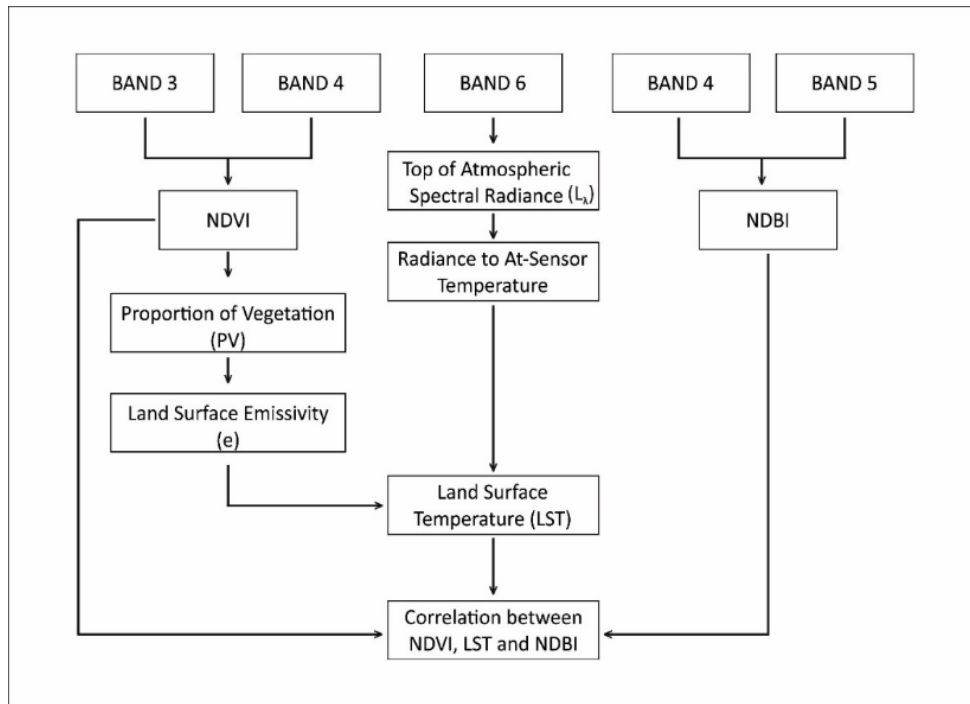 BAND 3
BAND 4
BAND 6
BAND 4
BAND 5
Top of Atmospheric
Spectral Radiance (Lλ)
NDVI
NDBI
Radiance to At-Sensor
Temperature
Proportion of Vegetation
(PV)
Land Surface Emissivity
(e)
Land Surface
Temperature (LST)
Correlation between
NDVI, LST and NDBI